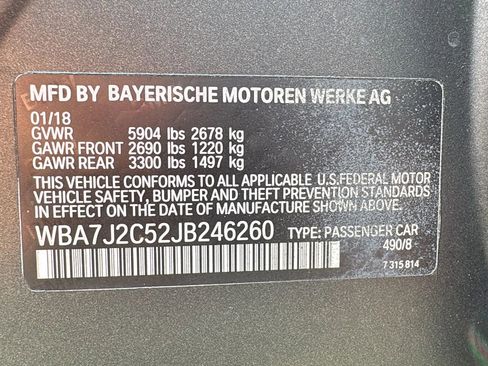 MFD BY BAYERISCHE MOTOREN WERKE AG
01/18
GVWR 5904 lbs 2678 kg
GAWR FRONT 2690 lbs 1220 kg
GAWR REAR 3300 lbs 1497 kg
THIS VEHICLE CONFORMS TO ALL APPLICABLE U.S.FEDERAL MOTOR
VEHICLE SAFETY, BUMPER AND THEFT PREVENTION STANDARDS
IN EFFECT ON THE DATE OF MANUFACTURE SHOWN ABOVE.
WBA7J2C52JB246260 TYPE: PASSENGER CAR
490/8
7 315 814